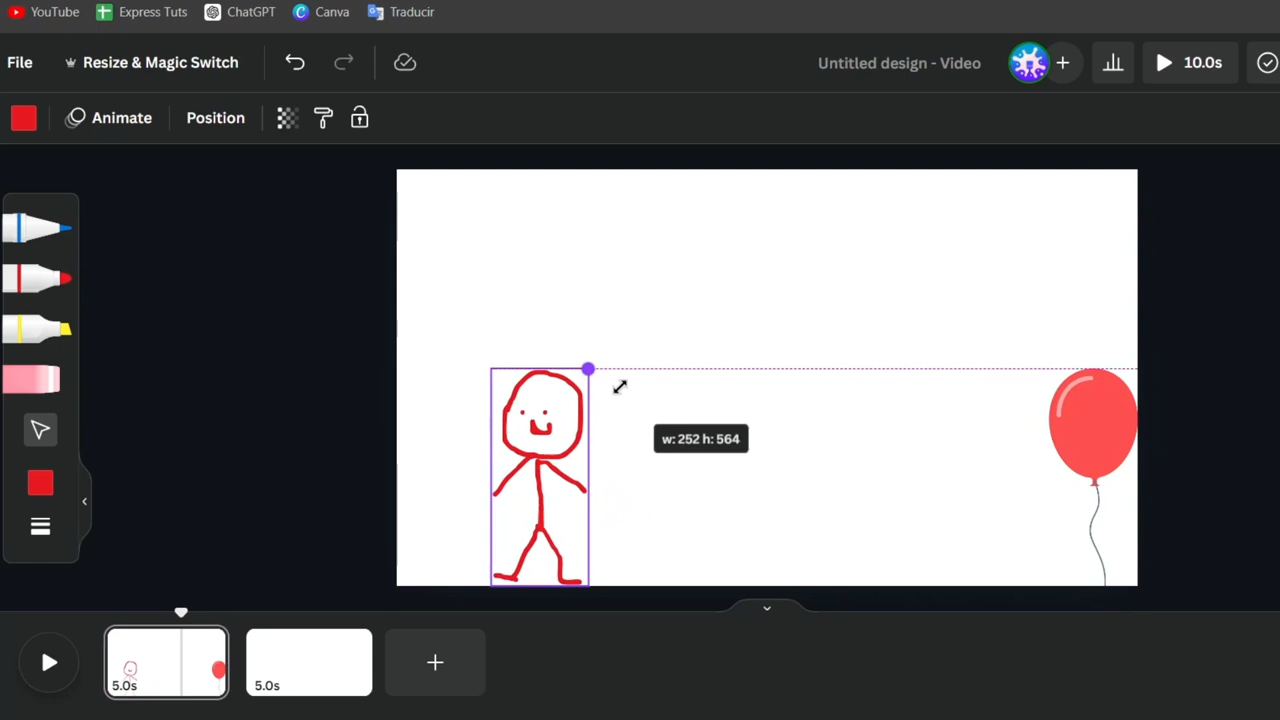 YouTube Express Tuts ChatGPT Canva Traducir
File Resize & Magic Switch Untitled design - Video 10.0s
Animate Position
w: 252 h: 564
5.0s 5.0s